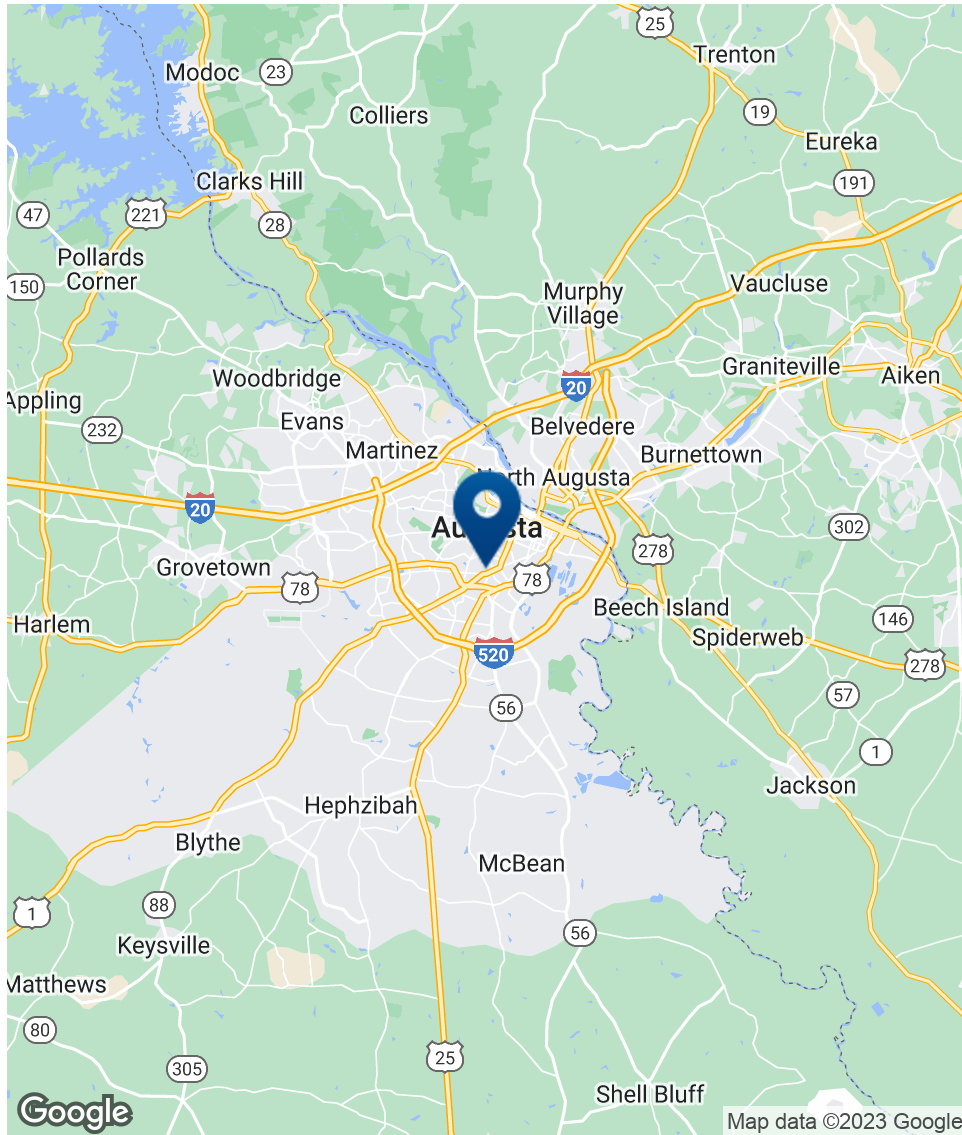 25
Trenton
Modoc
23
Colliers
19
Eureka
Clarks Hill
191
47
221
28
Pollards
Corner
150
Murphy
Village
Vaucluse
Woodbridge
20
Graniteville
Aiken
Appling
Evans
232
Belvedere
Martinez
Burnettown
North Augusta
20
Augusta
302
278
Grovetown
78
78
Harlem
Beech Island
146
Spiderweb
520
278
57
56
1
Jackson
Hephzibah
Blythe
McBean
1
88
56
Keysville
Matthews
80
25
305
Shell Bluff
Google
Map data ©2023 Google